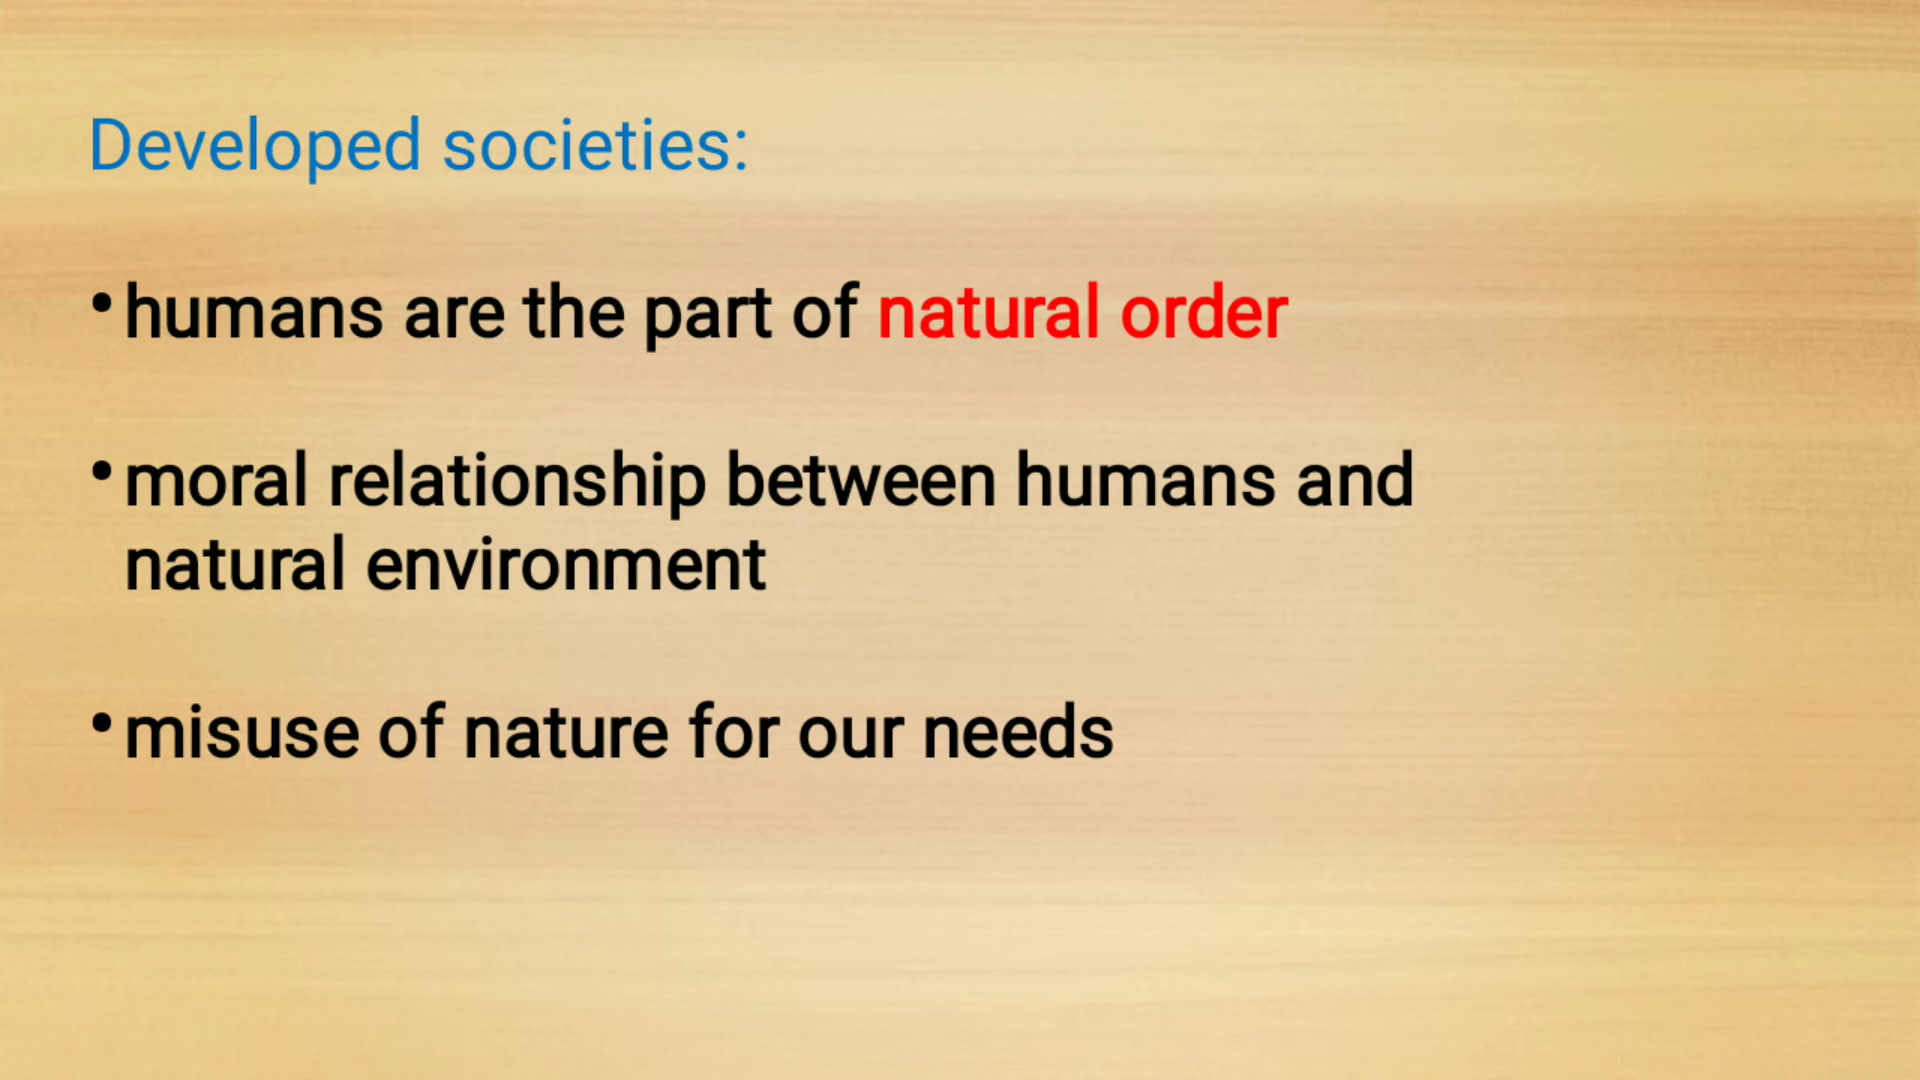 Developed societies:
•humans are the part of natural order
•moral relationship between humans and
natural environment
•misuse of nature for our needs